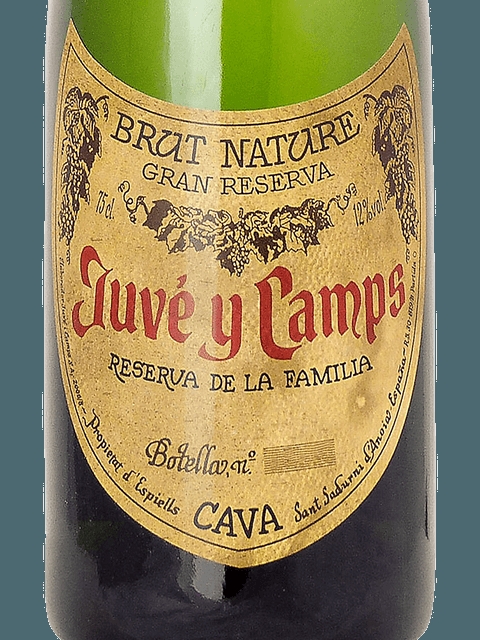 BRUT NATURE
GRAN RESERVA
75 cl.
12% vol.
Juvé y Camps
RESERVA DE LA FAMILIA
Botella, n.º
Propietat d'Espiells
CAVA
Sant Sadurní d'Anoia España